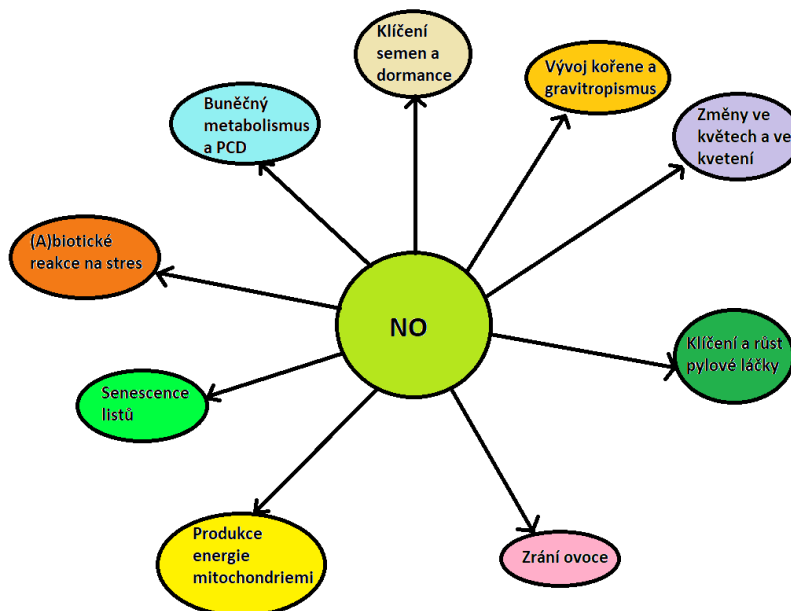 Klíčení
semen a
dormance
Vývoj kořene a
gravitropismus
Změny ve
květech a ve
kvetení
Buněčný
metabolismus
a PCD
(A)biotické
reakce na stres
NO
Klíčení a růst
pylové láčky
Senescence
listů
Produkce
energie
mitochondriemi
Zrání ovoce